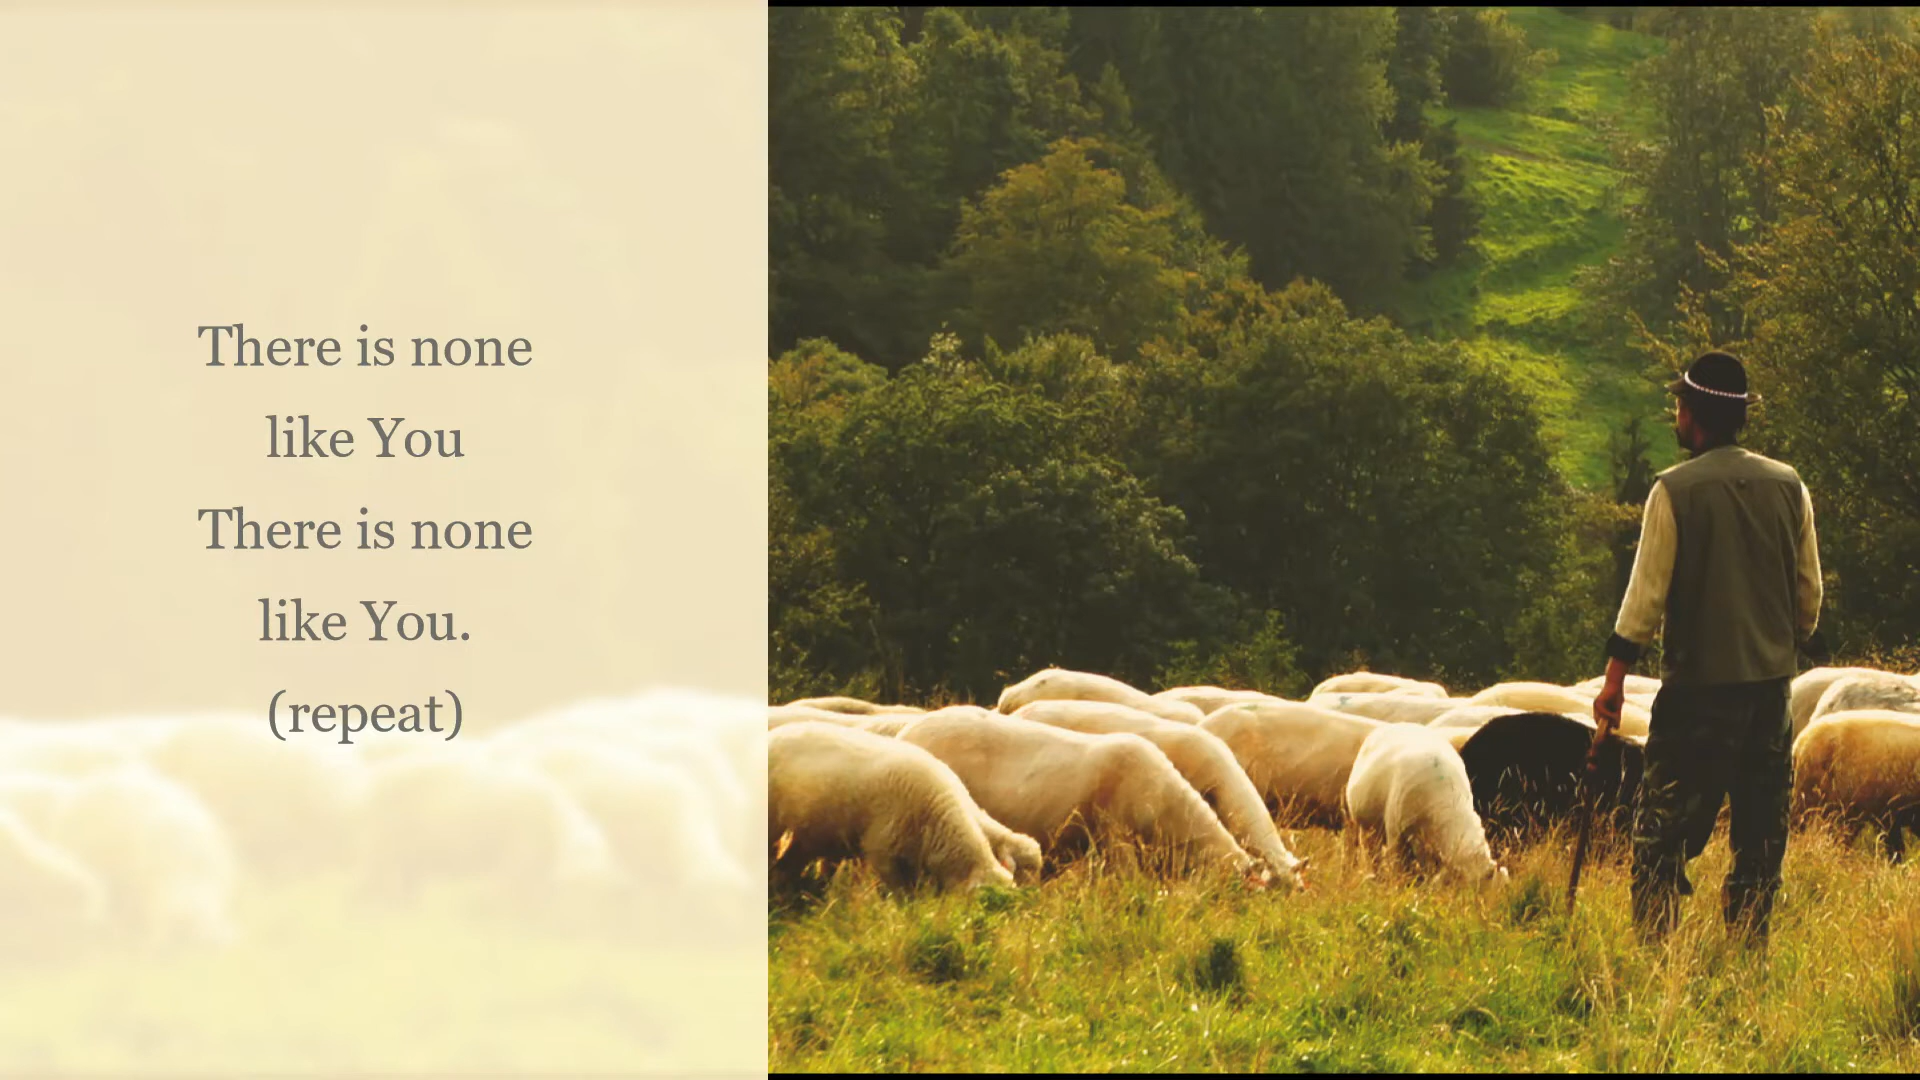 There is none
like You
There is none
like You.
(repeat)